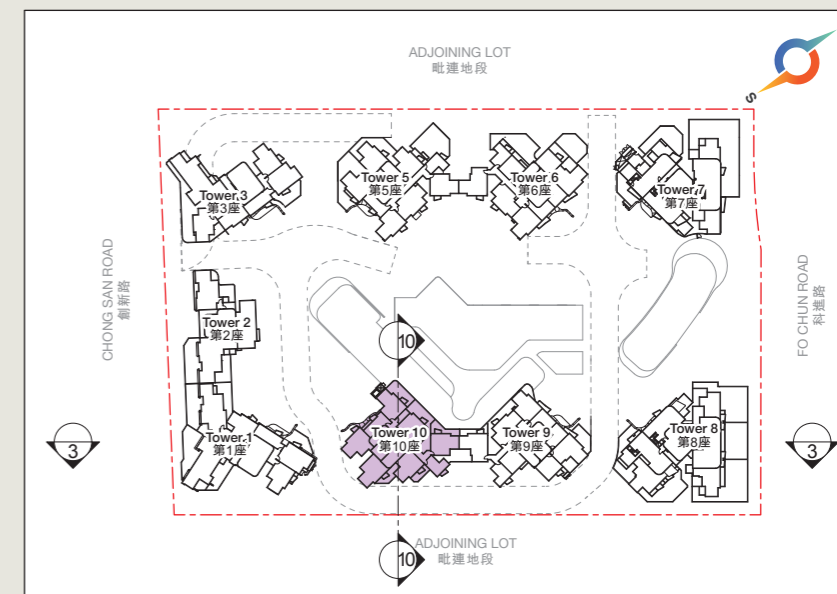 ADJOINING LOT
毗連地段
S
Tower 3
第3座
Tower 5
第5座
Tower 6
第6座
Tower 7
第7座
CHONG SAN ROAD
創新路
FO CHUN ROAD
科進路
Tower 2
第2座
10
Tower 1
第1座
Tower 10
第10座
Tower 9
第9座
Tower 8
第8座
3
3
10
ADJOINING LOT
毗連地段